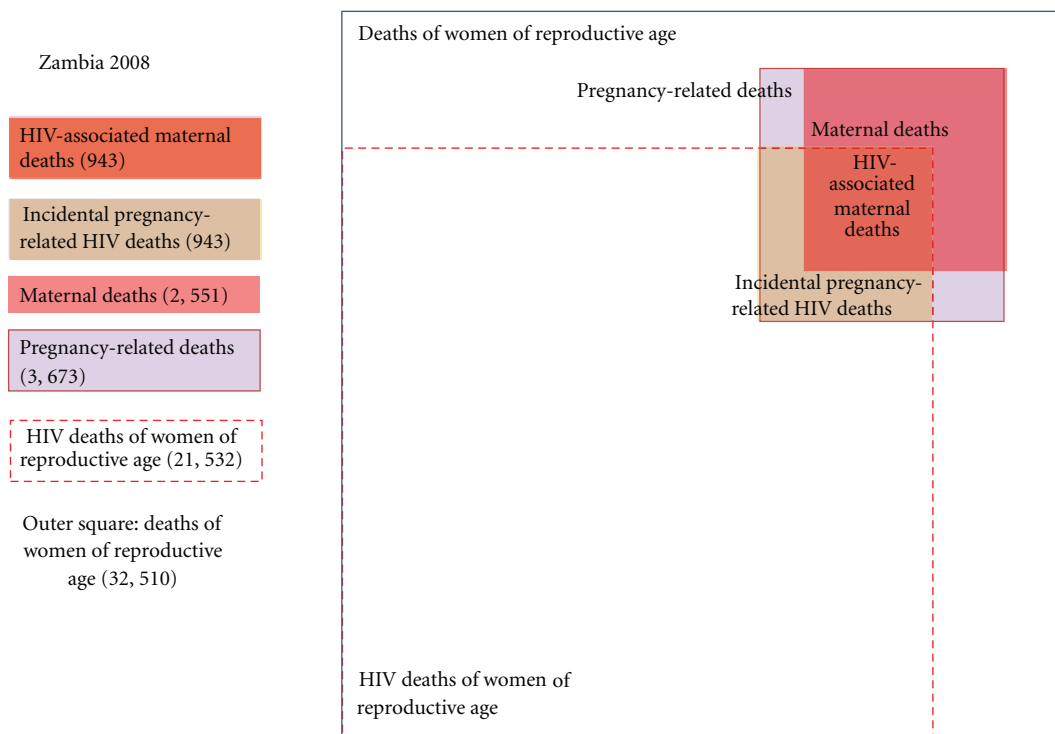 Zambia 2008
HIV-associated maternal
deaths (943)
Incidental pregnancy-
related HIV deaths (943)
Maternal deaths (2, 551)
Pregnancy-related deaths
(3, 673)
HIV deaths of women of
reproductive age (21, 532)
Outer square: deaths of
women of reproductive
age (32, 510)
Deaths of women of reproductive age
Pregnancy-related deaths
Maternal deaths
HIV-
associated
maternal
deaths
Incidental pregnancy-
related HIV deaths
HIV deaths of women of
reproductive age